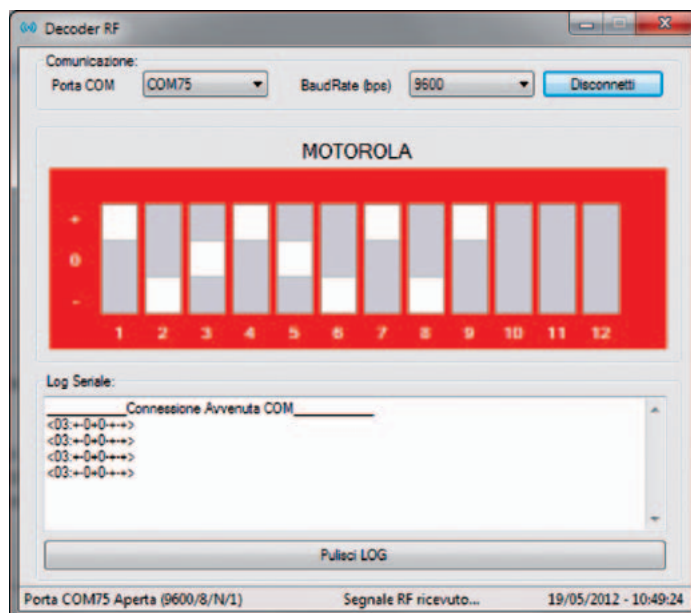 Decoder RF
Comunicazione:
Porta COM COM75 BaudRate (bps) 9600 Disconnetti
MOTOROLA
+
0
-
1 2 3 4 5 6 7 8 9 10 11 12
Log Seriale:
__________Connessione Avvenuta COM__________
<03:+-0+0-+-+>
<03:+-0+0-+-+>
<03:+-0+0-+-+>
<03:+-0+0-+-+>
Pulisci LOG
Porta COM75 Aperta (9600/8/N/1) Segnale RF ricevuto... 19/05/2012 - 10:49:24